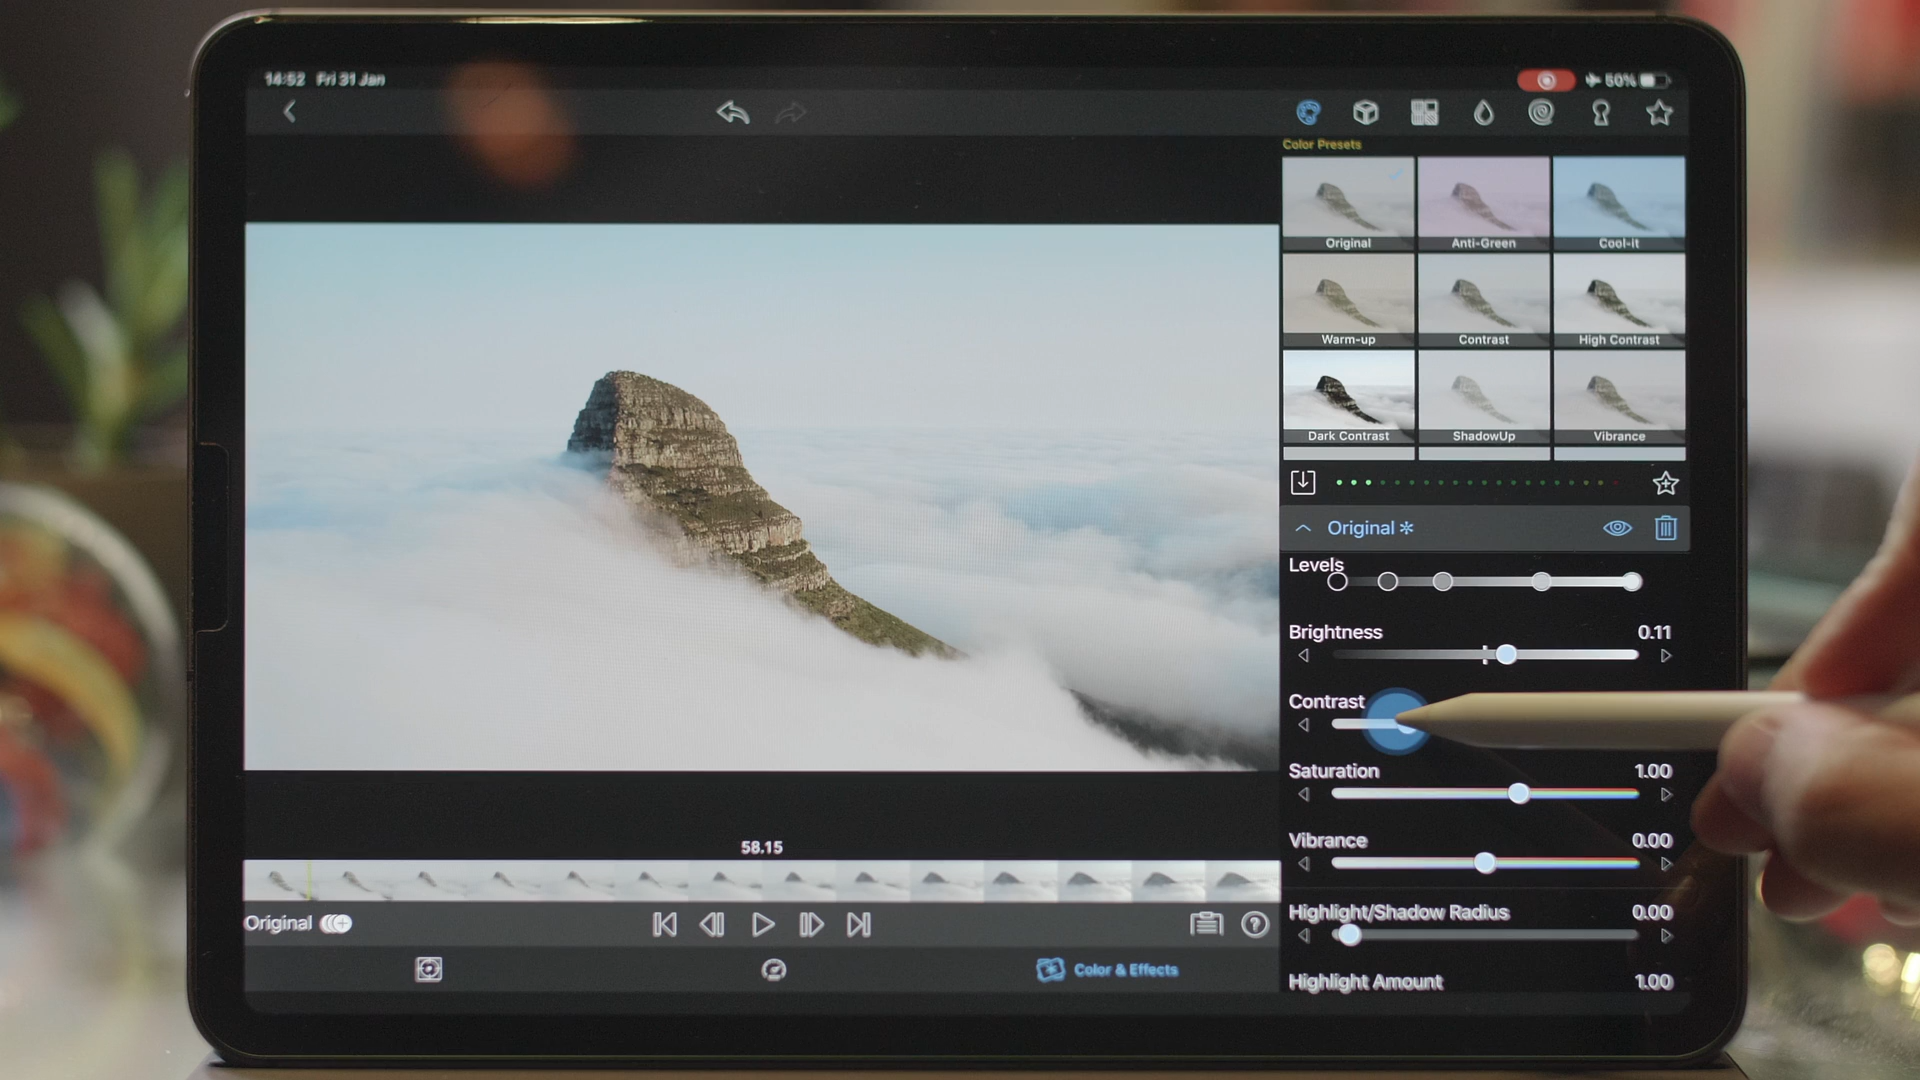 14:52 Fri 31 Jan
50%
Color Presets
Original
Anti-Green
Cool-it
Warm-up
Contrast
High Contrast
Dark Contrast
ShadowUp
Vibrance
Original ✻
Levels
Brightness 0.11
Contrast
Saturation 1.00
Vibrance 0.00
Highlight/Shadow Radius 0.00
Highlight Amount 1.00
58.15
Original
Color & Effects